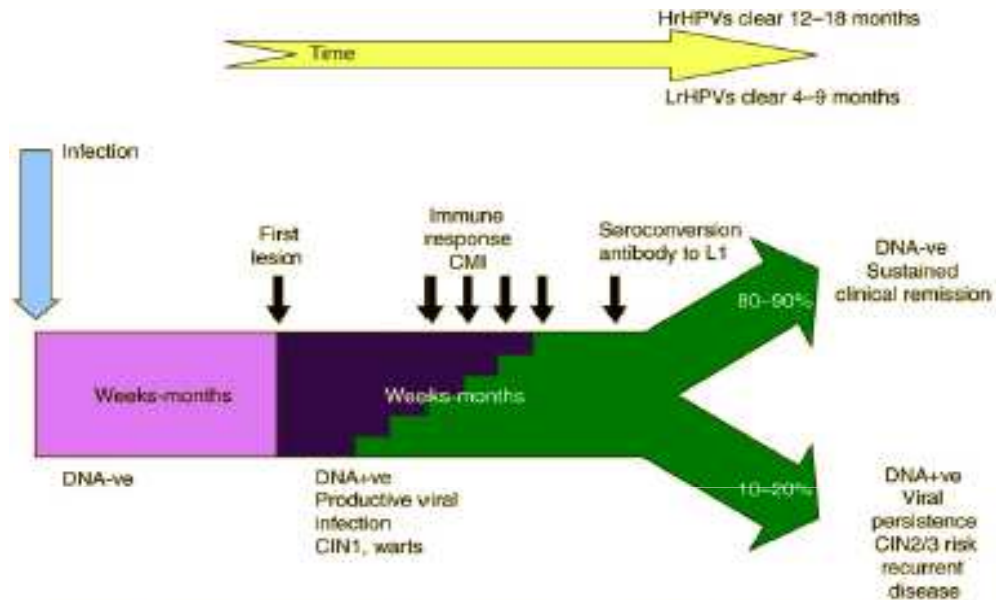 HrHPVs clear 12–18 months
Time
LrHPVs clear 4–9 months
Infection
First
lesion
Immune
response
CMI
Seroconversion
antibody to L1
80–90%
DNA-ve
Sustained
clinical remission
Weeks-months
Weeks-months
DNA-ve
DNA+ve
Productive viral
infection
CIN1, warts
10–20%
DNA+ve
Viral
persistence
CIN2/3 risk
recurrent
disease